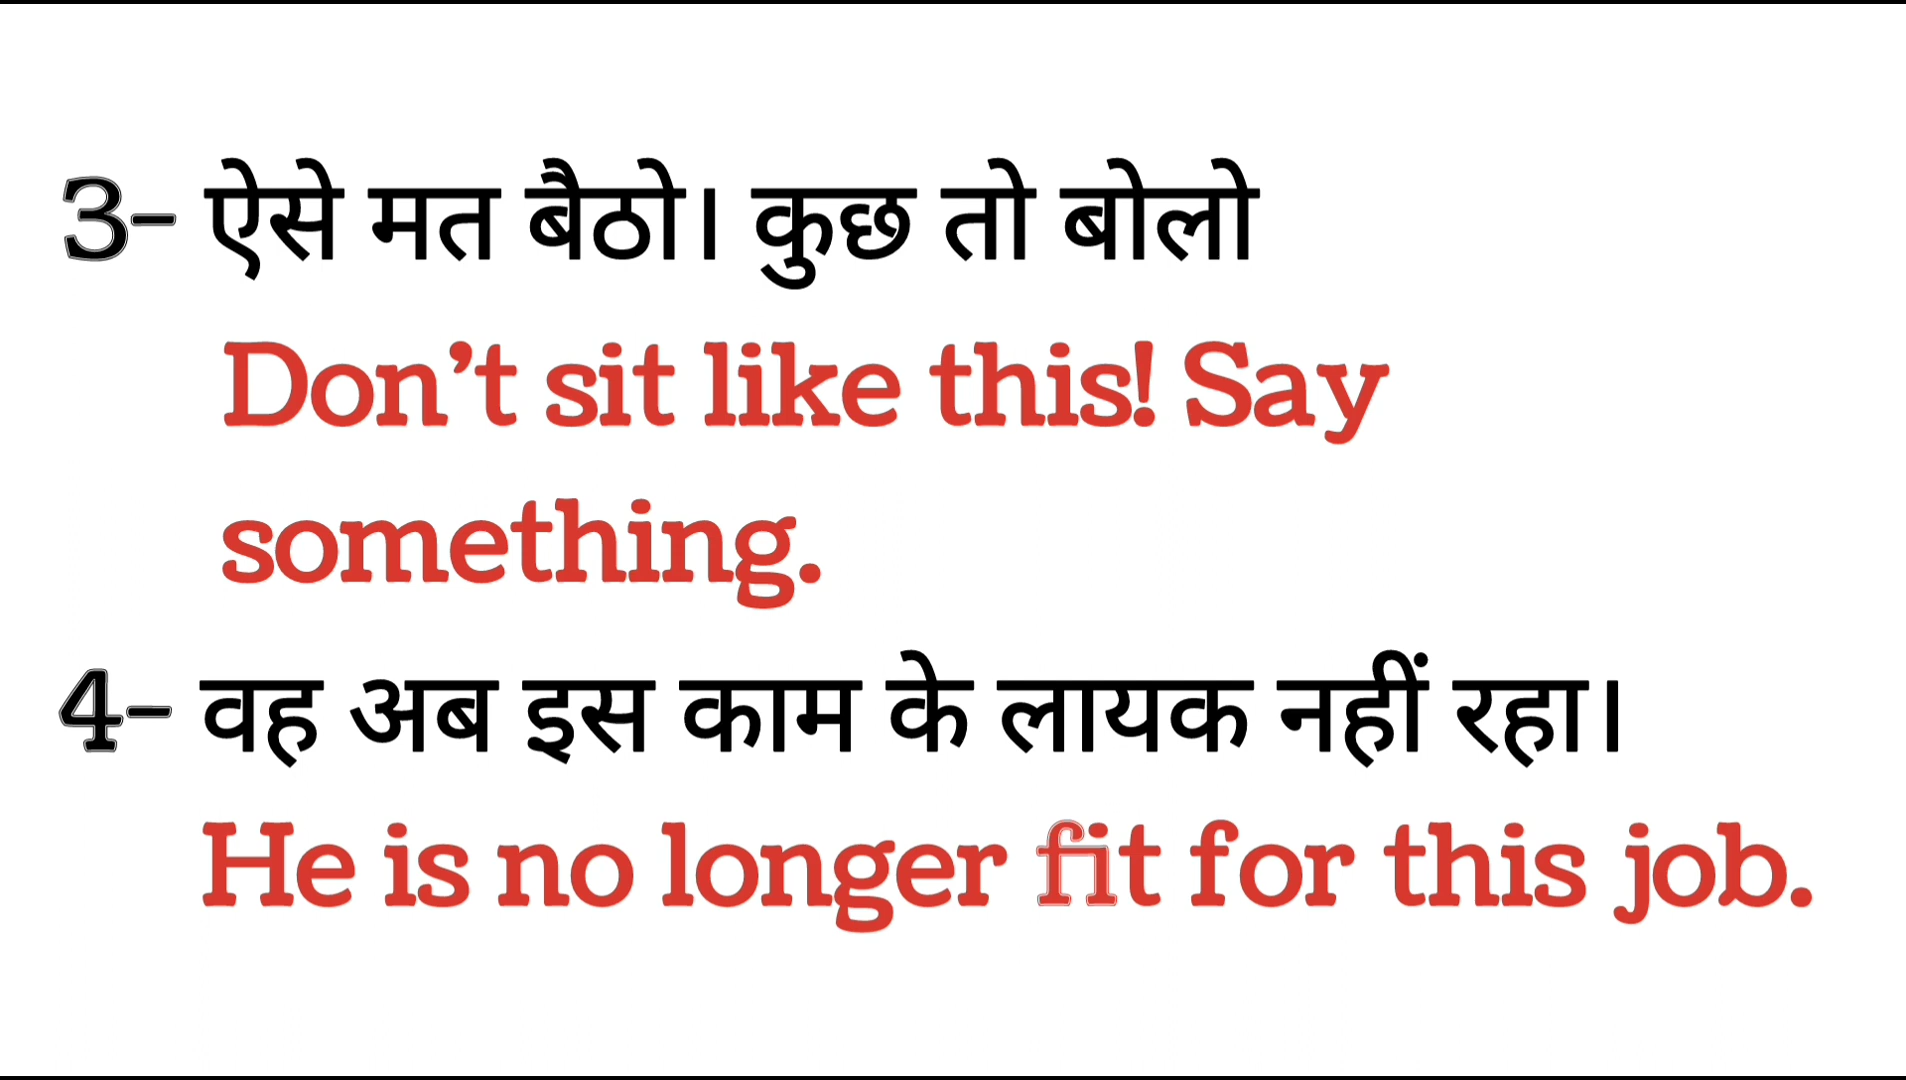 3- ऐसे मत बैठो। कुछ तो बोलो
Don’t sit like this! Say
something.
4- वह अब इस काम के लायक नहीं रहा।
He is no longer fit for this job.